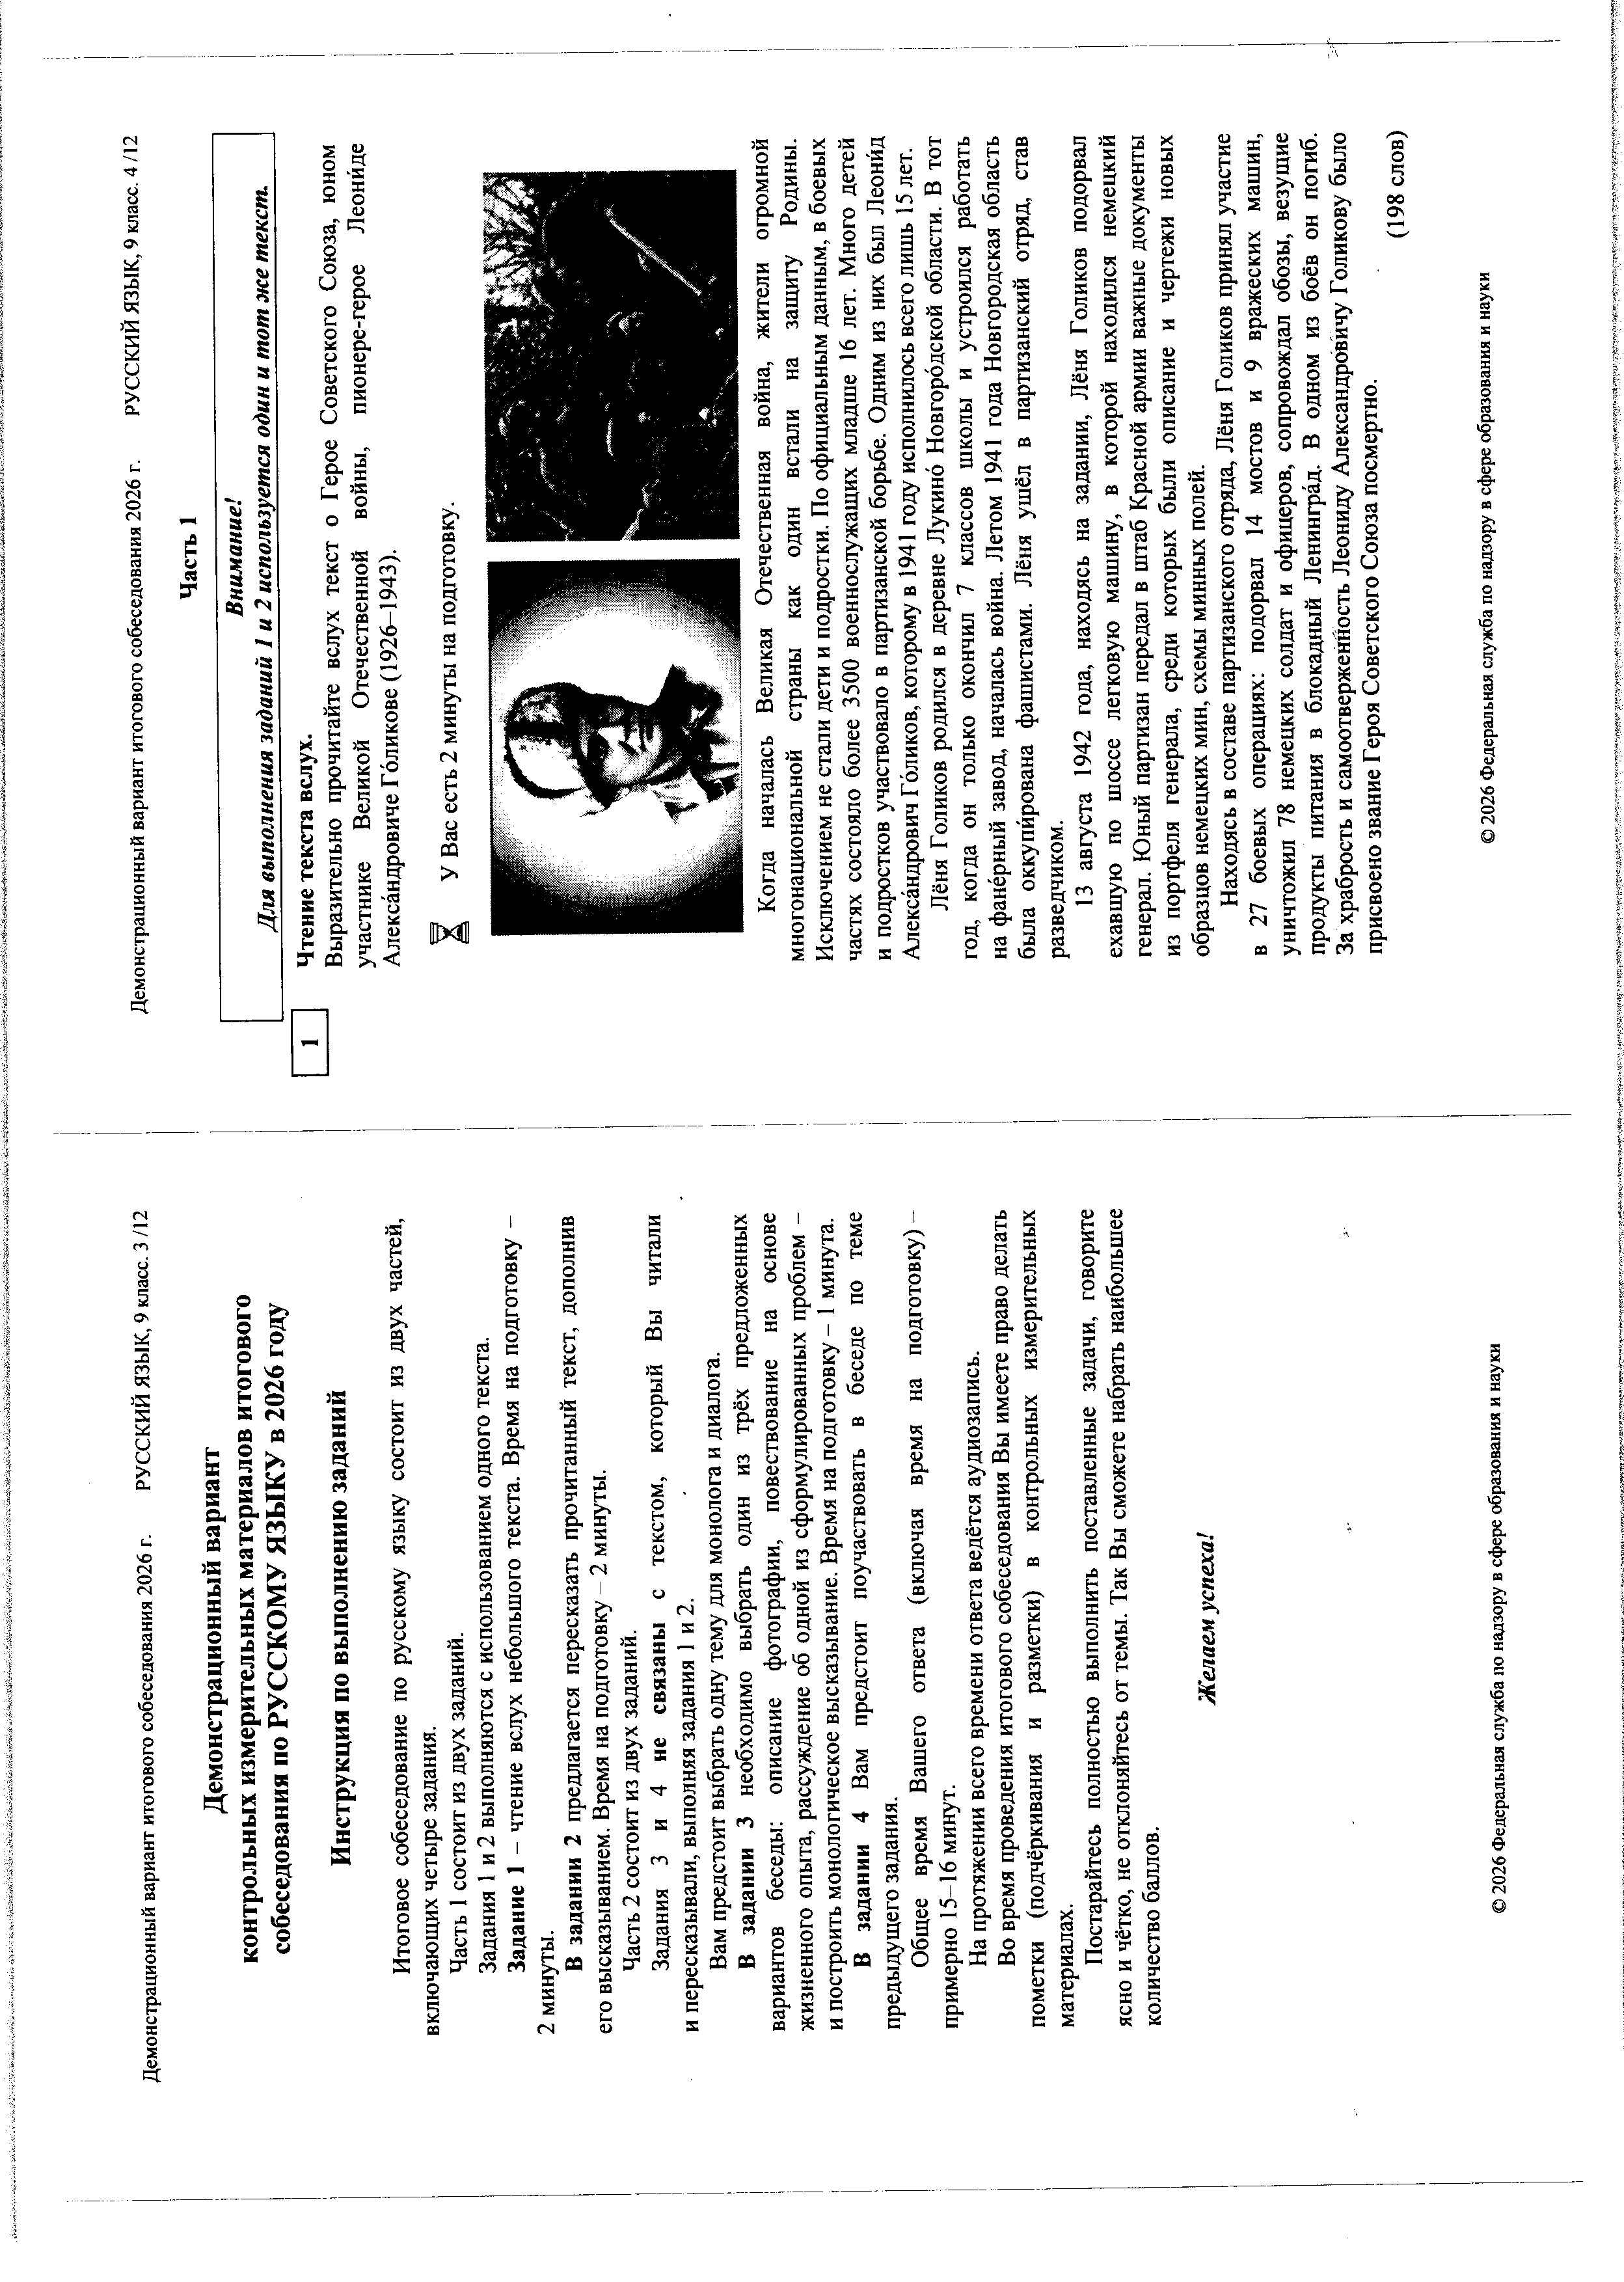 Демонстрационный вариант итогового собеседования 2026 г. РУССКИЙ ЯЗЫК, 9 класс. 3 /12
Демонстрационный вариант
контрольных измерительных материалов итогового
собеседования по РУССКОМУ ЯЗЫКУ в 2026 году
Инструкция по выполнению заданий
Итоговое собеседование по русскому языку состоит из двух частей,
включающих четыре задания.
Часть 1 состоит из двух заданий.
Задания 1 и 2 выполняются с использованием одного текста.
Задание 1 – чтение вслух небольшого текста. Время на подготовку –
2 минуты.
В задании 2 предлагается пересказать прочитанный текст, дополнив
его высказыванием. Время на подготовку – 2 минуты.
Часть 2 состоит из двух заданий.
Задания 3 и 4 не связаны с текстом, который Вы читали
и пересказывали, выполняя задания 1 и 2.
Вам предстоит выбрать одну тему для монолога и диалога.
В задании 3 необходимо выбрать один из трёх предложенных
вариантов беседы: описание фотографии, повествование на основе
жизненного опыта, рассуждение об одной из сформулированных проблем –
и построить монологическое высказывание. Время на подготовку – 1 минута.
В задании 4 Вам предстоит поучаствовать в беседе по теме
предыдущего задания.
Общее время Вашего ответа (включая время на подготовку) –
примерно 15–16 минут.
На протяжении всего времени ответа ведётся аудиозапись.
Во время проведения итогового собеседования Вы имеете право делать
пометки (подчёркивания и разметки) в контрольных измерительных
материалах.
Постарайтесь полностью выполнить поставленные задачи, говорите
ясно и чётко, не отклоняйтесь от темы. Так Вы сможете набрать наибольшее
количество баллов.
Желаем успеха!
© 2026 Федеральная служба по надзору в сфере образования и науки
Демонстрационный вариант итогового собеседования 2026 г. РУССКИЙ ЯЗЫК, 9 класс. 4 /12
Часть 1
Внимание!
Для выполнения заданий 1 и 2 используется один и тот же текст.
1
Чтение текста вслух.
Выразительно прочитайте вслух текст о Герое Советского Союза, юном
участнике Великой Отечественной войны, пионере-герое Леони́де
Алекса́ндровиче Го́ликове (1926–1943).
У Вас есть 2 минуты на подготовку.
Когда началась Великая Отечественная война, жители огромной
многонациональной страны как один встали на защиту Родины.
Исключением не стали дети и подростки. По официальным данным, в боевых
частях состояло более 3500 военнослужащих младше 16 лет. Много детей
и подростков участвовало в партизанской борьбе. Одним из них был Леони́д
Алекса́ндрович Го́ликов, которому в 1941 году исполнилось всего лишь 15 лет.
Лёня Голиков родился в деревне Лукино́ Новгоро́дской области. В тот
год, когда он только окончил 7 классов школы и устроился работать
на фане́рный завод, началась война. Летом 1941 года Новгородская область
была оккупи́рована фашистами. Лёня ушёл в партизанский отряд, став
разведчиком.
13 августа 1942 года, находясь на задании, Лёня Голиков подорвал
ехавшую по шоссе легковую машину, в которой находился немецкий
генерал. Юный партизан передал в штаб Красной армии важные документы
из портфеля генерала, среди которых были описание и чертежи новых
образцов немецких мин, схемы минных полей.
Находясь в составе партизанского отряда, Лёня Голиков принял участие
в 27 боевых операциях: подорвал 14 мостов и 9 вражеских машин,
уничтожил 78 немецких солдат и офицеров, сопровождал обозы, везущие
продукты питания в блокадный Ленингра́д. В одном из боёв он погиб.
За храбрость и самоотверженность Леониду Александровичу Голикову было
присвоено звание Героя Советского Союза посмертно.
(198 слов)
© 2026 Федеральная служба по надзору в сфере образования и науки